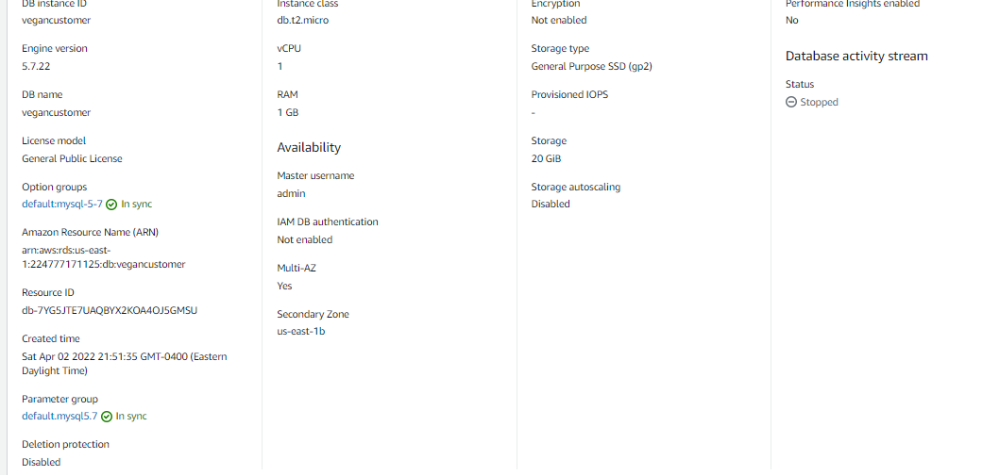 DB instance ID
vegancustomer
Engine version
5.7.22
DB name
vegancustomer
License model
General Public License
Option groups
default:mysql-5-7 In sync
Amazon Resource Name (ARN)
arn:aws:rds:us-east-
1:224777171125:db:vegancustomer
Resource ID
db-7YG5JTE7UAQBYX2KOA4OJ5GMSU
Created time
Sat Apr 02 2022 21:51:35 GMT-0400 (Eastern
Daylight Time)
Parameter group
default.mysql5.7 In sync
Deletion protection
Disabled
Instance class
db.t2.micro
vCPU
1
RAM
1 GB
Availability
Master username
admin
IAM DB authentication
Not enabled
Multi-AZ
Yes
Secondary Zone
us-east-1b
Encryption
Not enabled
Storage type
General Purpose SSD (gp2)
Provisioned IOPS
-
Storage
20 GiB
Storage autoscaling
Disabled
Performance Insights enabled
No
Database activity stream
Status
Stopped